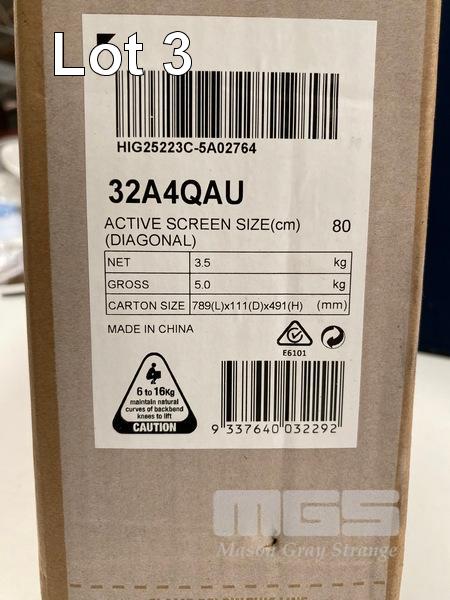 Lot 3
HIG25223C-5A02764
32A4QAU
ACTIVE SCREEN SIZE(cm) 80
(DIAGONAL)
NET 3.5 kg
GROSS 5.0 kg
CARTON SIZE 789(L)x111(D)x491(H) (mm)
MADE IN CHINA
E6101
6 to 16Kg
maintain natural
curves of backbend
knees to lift
CAUTION
9 337640 032292
MGS
Mason Gray Strange